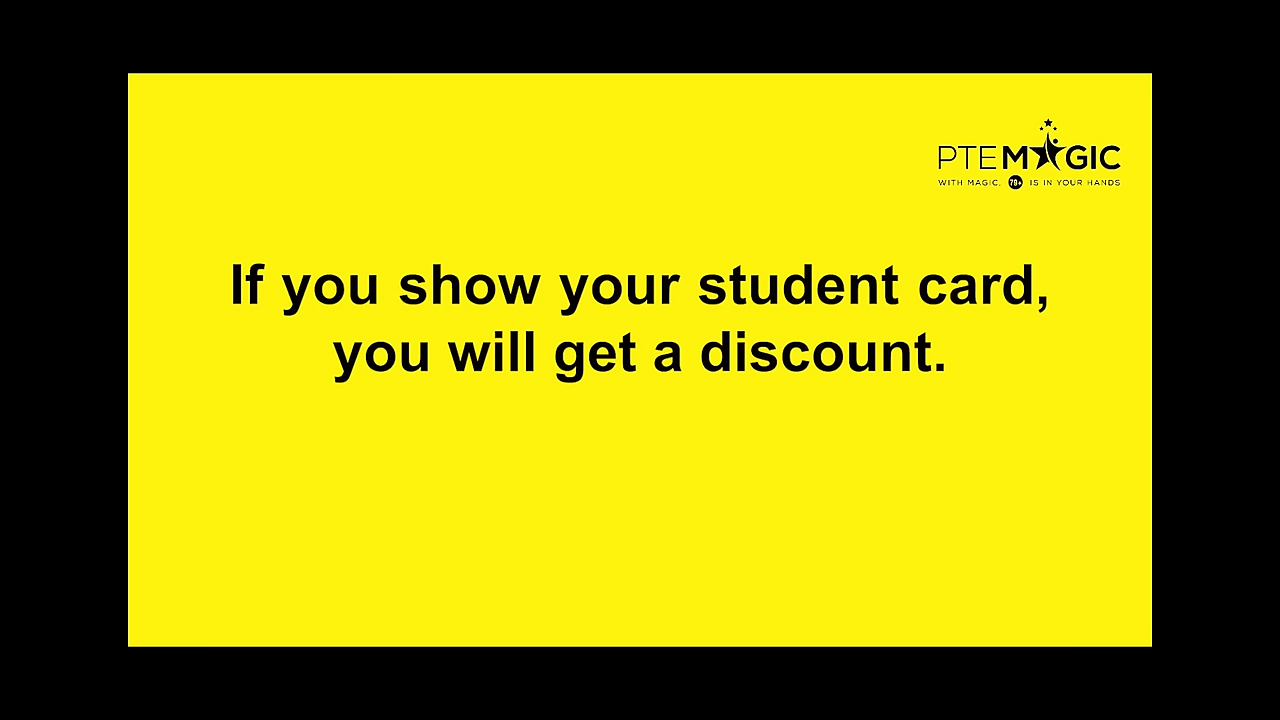 PTEMAGIC
WITH MAGIC, 79+ IS IN YOUR HANDS
If you show your student card,
you will get a discount.